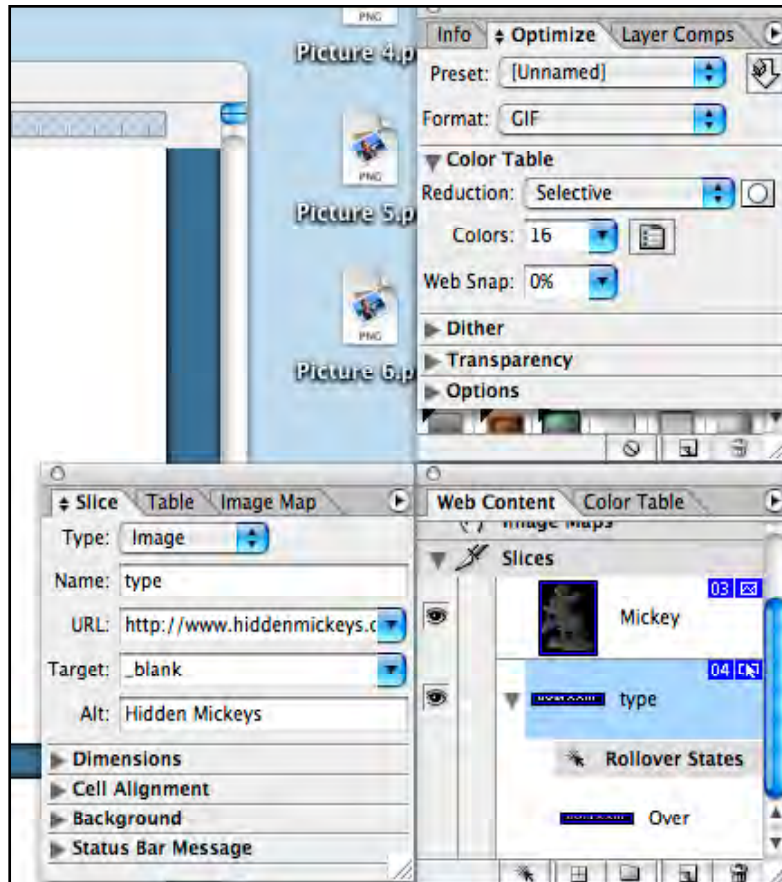 PNG
Picture 4.p
PNG
Picture 5.p
PNG
Picture 6.p
Info Optimize Layer Comps
Preset: [Unnamed]
Format: GIF
Color Table
Reduction: Selective
Colors: 16
Web Snap: 0%
Dither
Transparency
Options
Slice Table Image Map
Type: Image
Name: type
URL: http://www.hiddenmickeys.c
Target: _blank
Alt: Hidden Mickeys
Dimensions
Cell Alignment
Background
Status Bar Message
Web Content Color Table
Image Maps
Slices
03
Mickey
04
type
Rollover States
Over